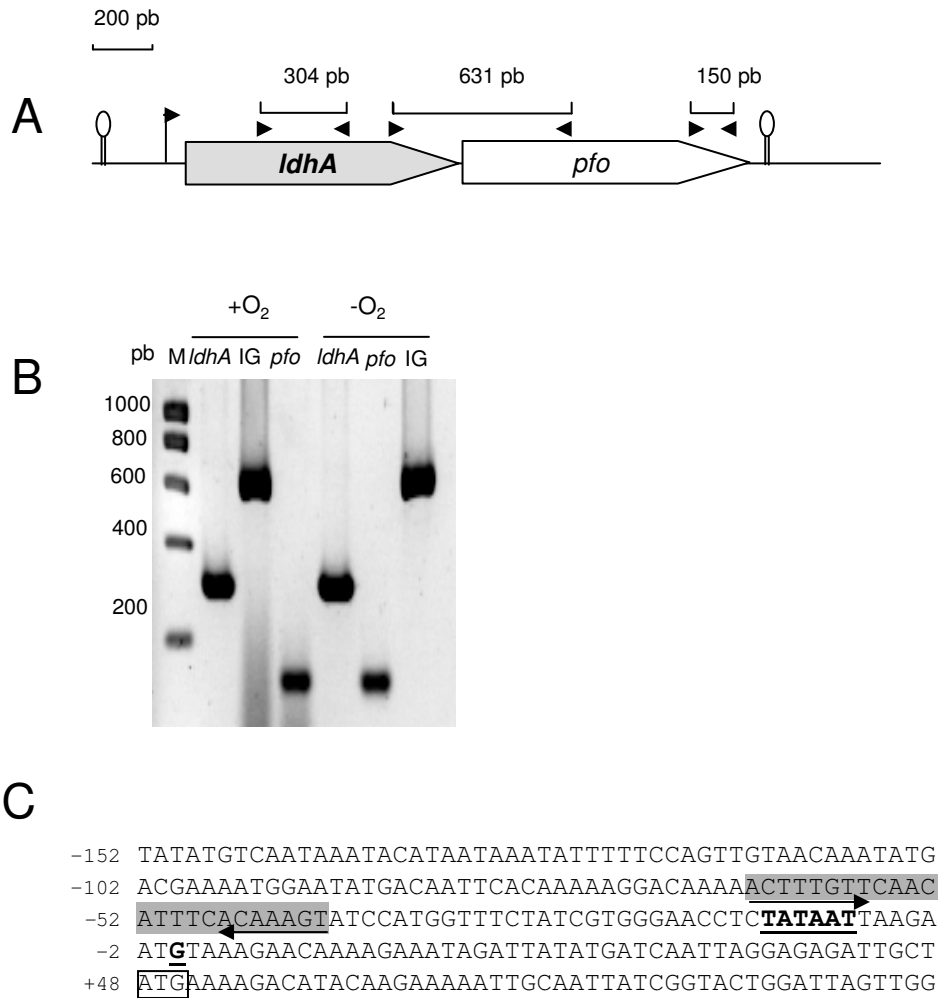 200 pb
304 pb 631 pb 150 pb
A
ldhA pfo
+O2 -O2
pb M ldhA IG pfo ldhA pfo IG
B
1000
800
600
400
200
C
-152 TATATGTCAATAAATACATAATAAATATTTTTCCAGTTGTAACAAATATG
-102 ACGAAAATGGAATATGACAATTCACAAAAAGGACAAAAACTTTGTTCAAC
-52 ATTTCACAAAGTATCCATGGTTTCTATCGTGGGAACCTCTATAATTAAGA
-2 ATGTAAAGAACAAAAGAAATAGATTATATGATCAATTAGGAGAGATTGCT
+48 ATGAAAAGACATACAAGAAAAATTGCAATTATCGGTACTGGATTAGTTGG